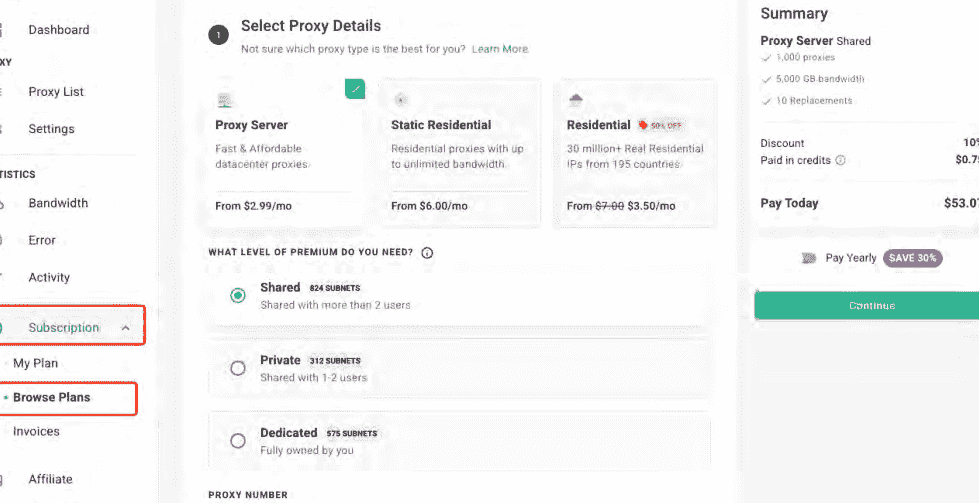 Dashboard
XY
Proxy List
Settings
TISTICS
Bandwidth
Error
Activity
Subscription
My Plan
Browse Plans
Invoices
Affiliate
1
Select Proxy Details
Not sure which proxy type is the best for you? Learn More.
Proxy Server
Fast & Affordable
datacenter proxies.
From $2.99/mo
Static Residential
Residential proxies with up
to unlimited bandwidth.
From $6.00/mo
Residential 50% OFF
30 million+ Real Residential
IPs from 195 countries.
From $7.00 $3.50/mo
WHAT LEVEL OF PREMIUM DO YOU NEED?
Shared 824 SUBNETS
Shared with more than 2 users
Private 312 SUBNETS
Shared with 1-2 users
Dedicated 575 SUBNETS
Fully owned by you
PROXY NUMBER
Summary
Proxy Server Shared
1,000 proxies
5,000 GB bandwidth
10 Replacements
Discount 10%
Paid in credits $0.75
Pay Today $53.07
Pay Yearly SAVE 30%
Continue